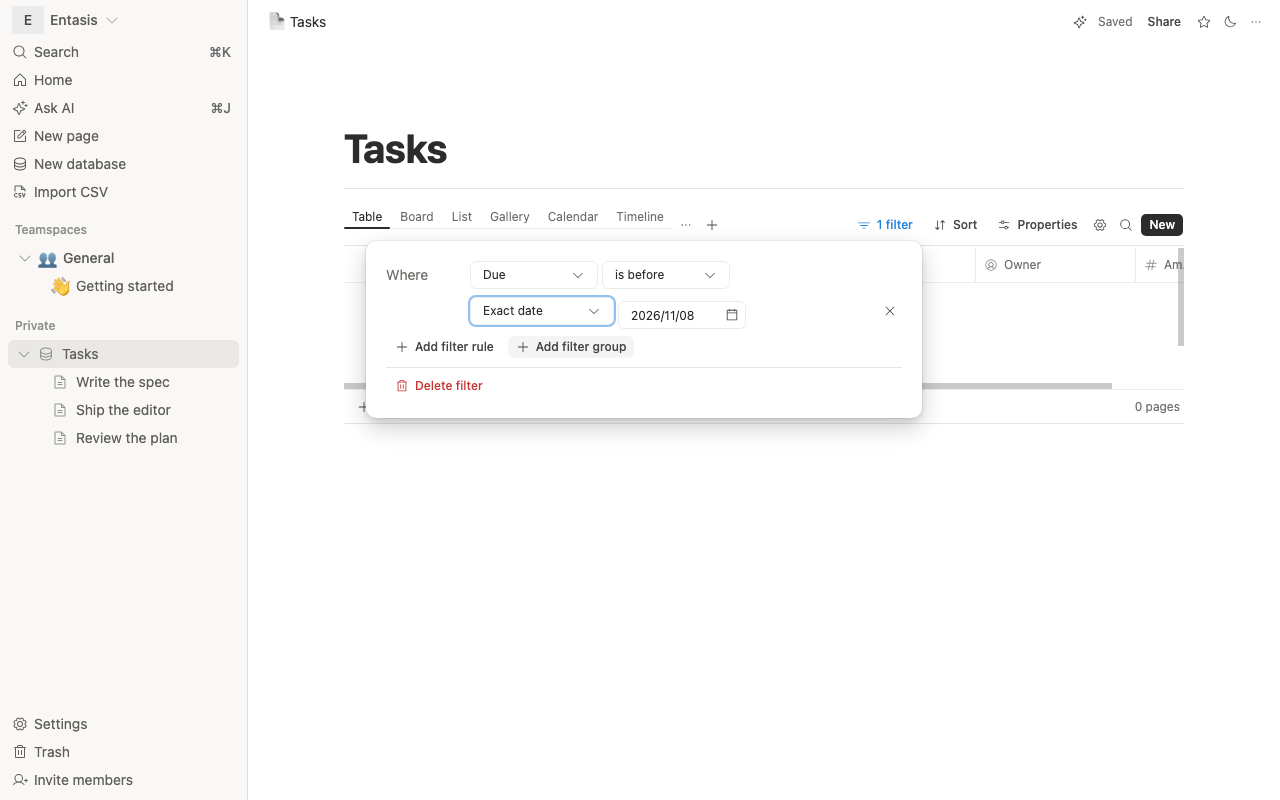 E Entasis
Search ⌘K
Home
Ask AI ⌘J
New page
New database
Import CSV
Teamspaces
General
Getting started
Private
Tasks
Write the spec
Ship the editor
Review the plan
Settings
Trash
Invite members
Tasks
Saved Share
Tasks
Table Board List Gallery Calendar Timeline
1 filter Sort Properties New
Owner
Am
Where Due is before
Exact date 2026/11/08
Add filter rule Add filter group
Delete filter
0 pages